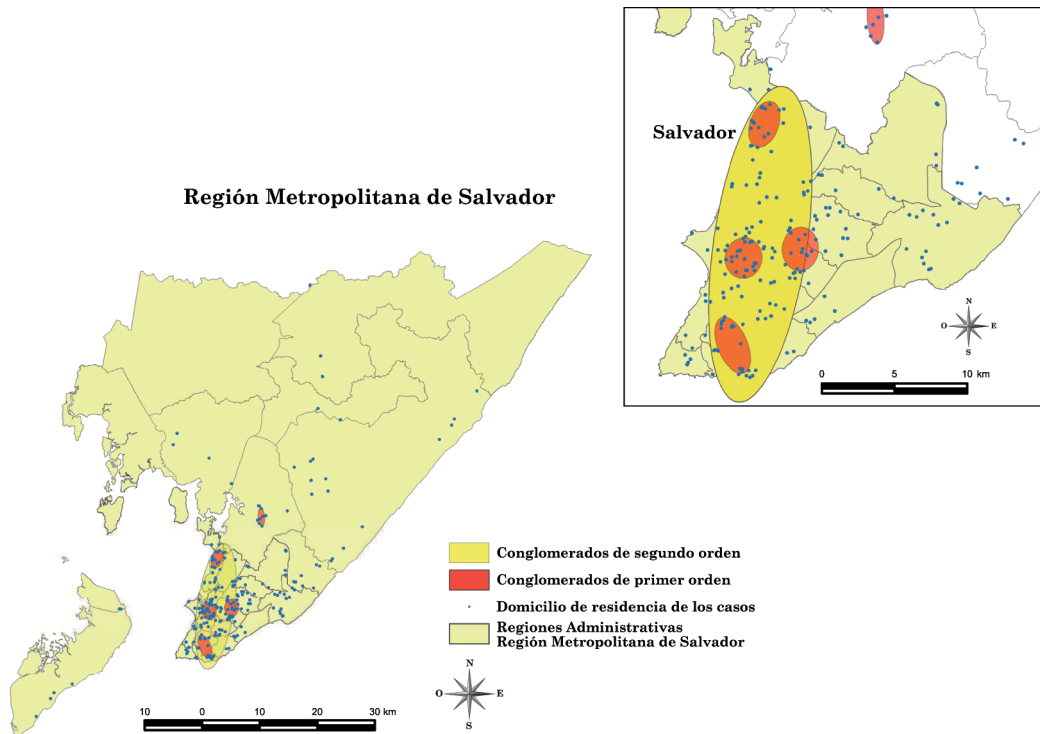 Salvador
N
O E
S
0 5 10 km
Región Metropolitana de Salvador
Conglomerados de segundo orden
Conglomerados de primer orden
Domicilio de residencia de los casos
Regiones Administrativas
Región Metropolitana de Salvador
N
O E
S
10 0 10 20 30 km